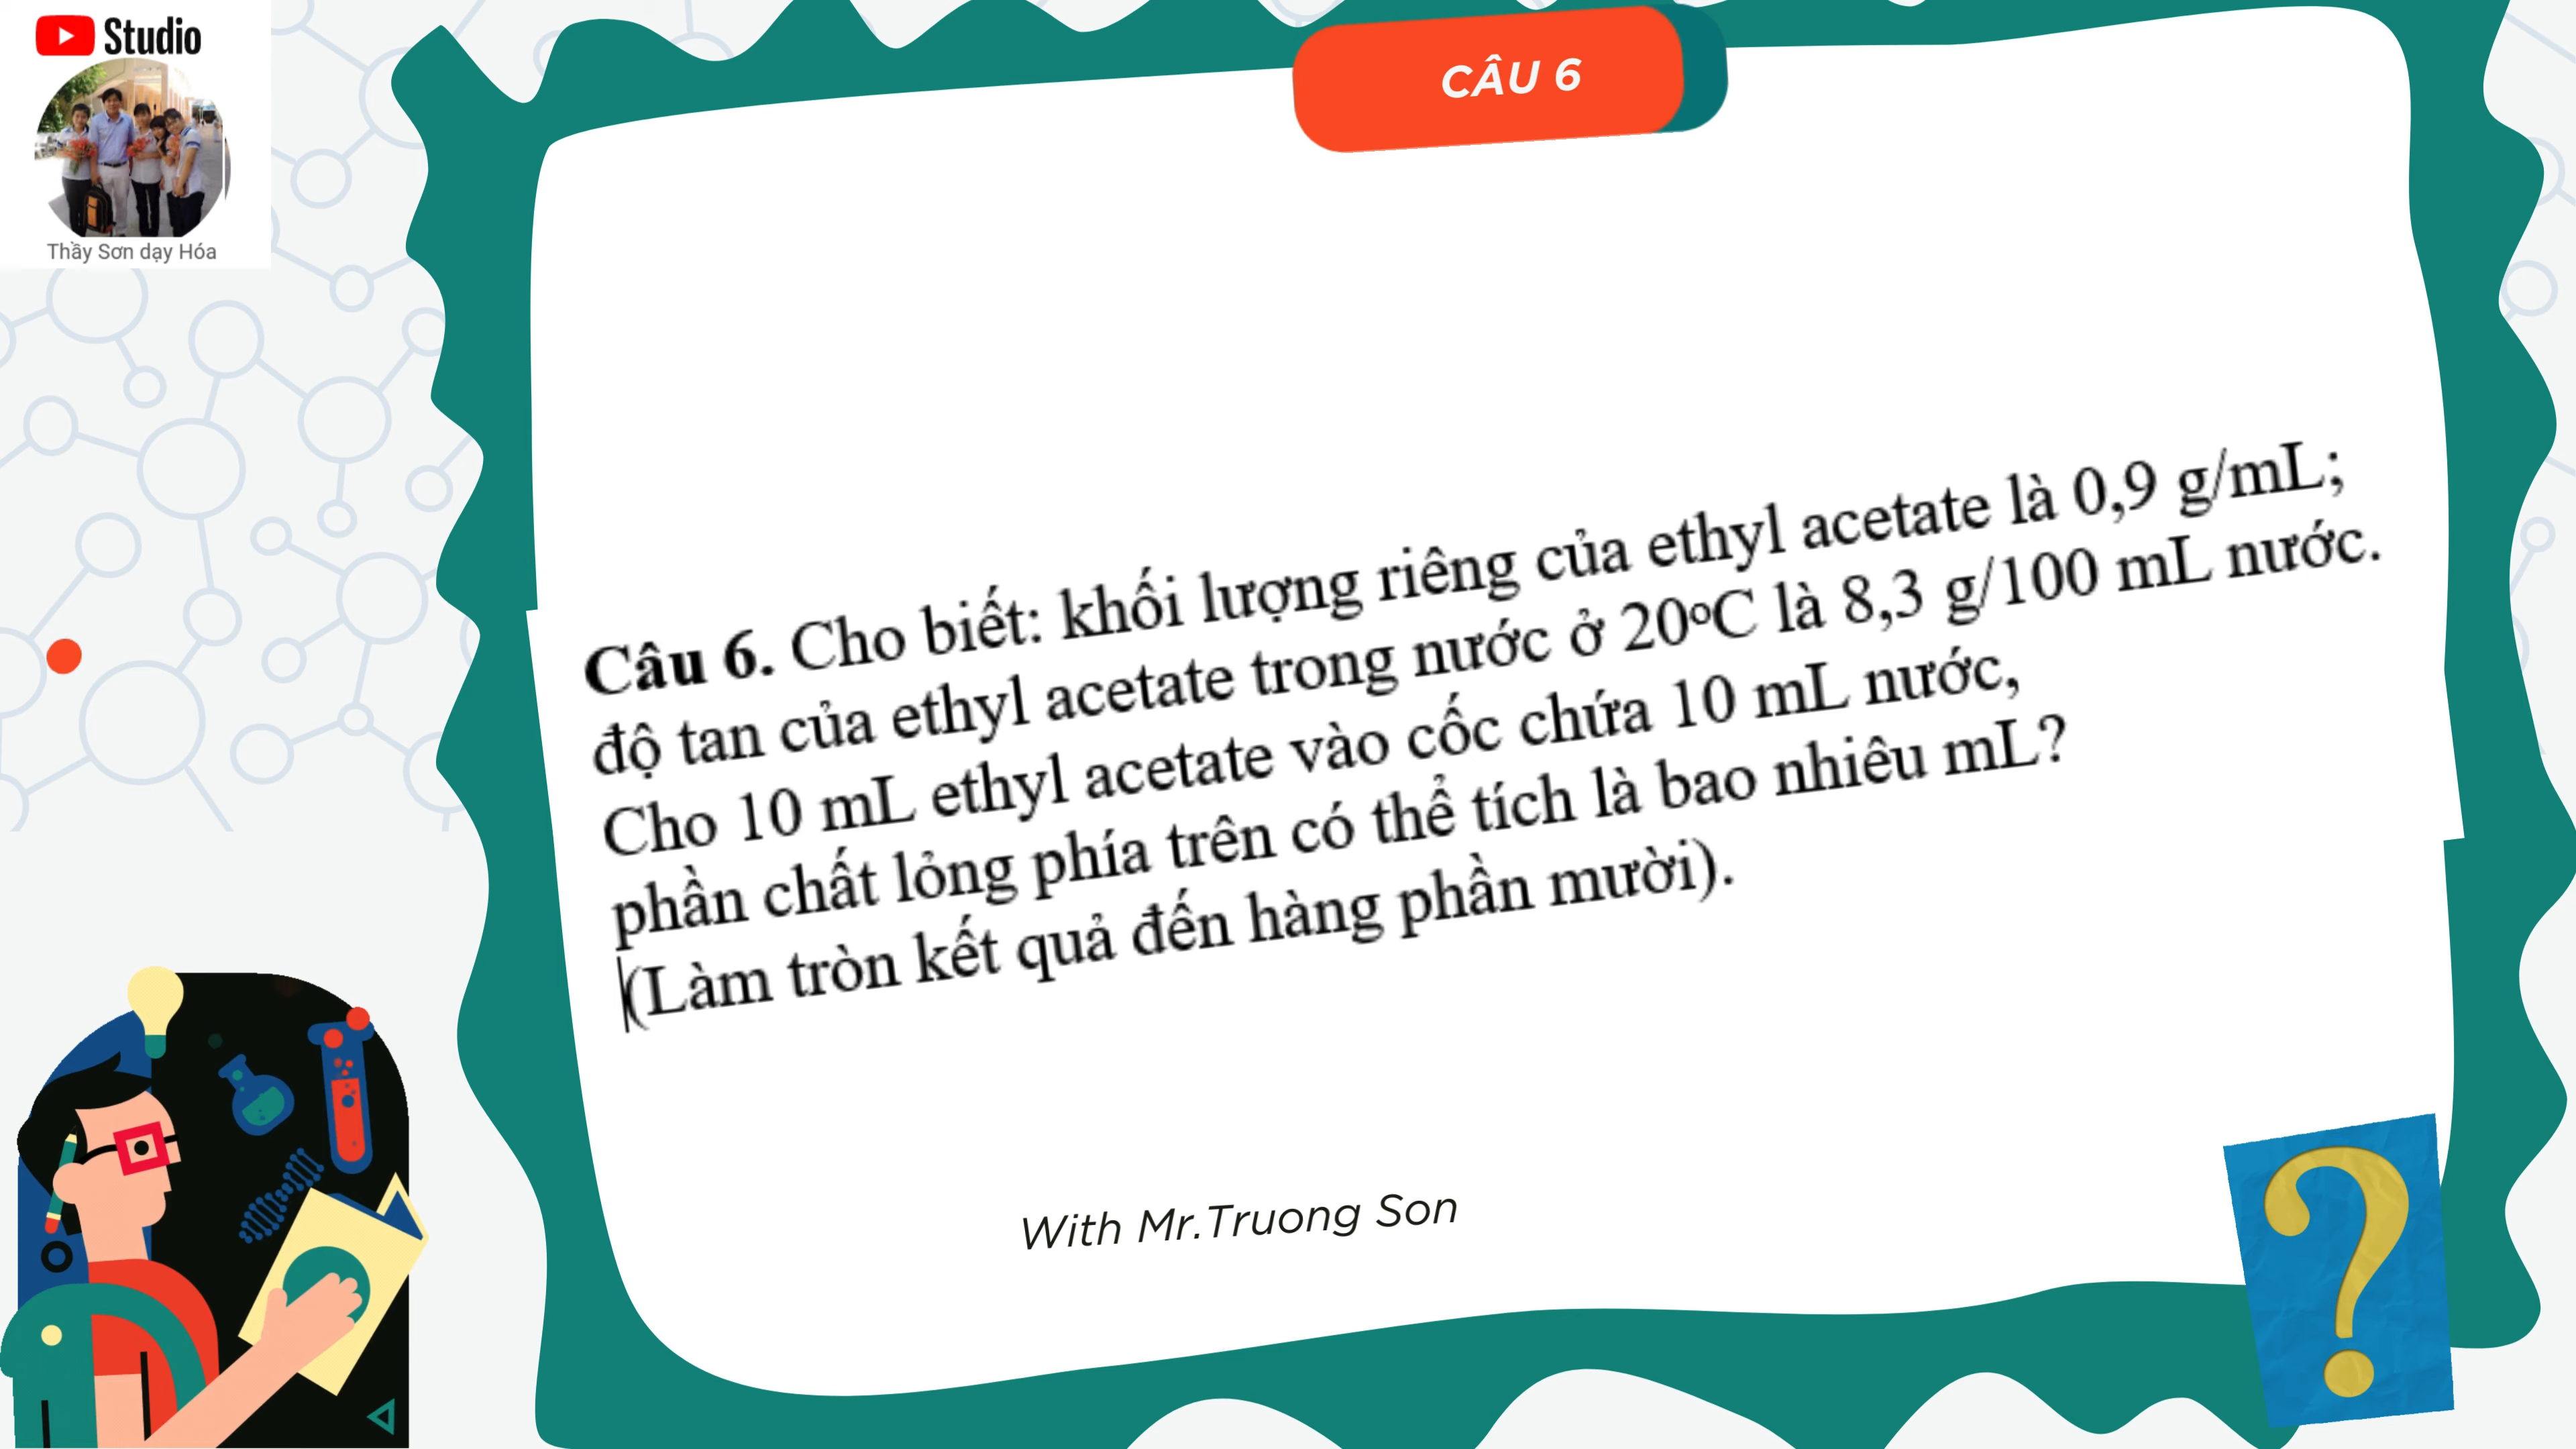 Studio
Thầy Sơn dạy Hóa
CÂU 6
Câu 6. Cho biết: khối lượng riêng của ethyl acetate là 0,9 g/mL;
độ tan của ethyl acetate trong nước ở 20°C là 8,3 g/100 mL nước.
Cho 10 mL ethyl acetate vào cốc chứa 10 mL nước,
phần chất lỏng phía trên có thể tích là bao nhiêu mL?
(Làm tròn kết quả đến hàng phần mười).
With Mr.Truong Son
?